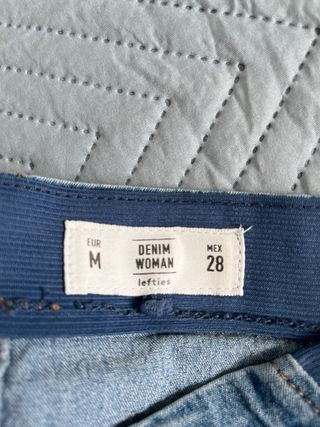 EUR
M
DENIM
WOMAN
lefties
MEX
28